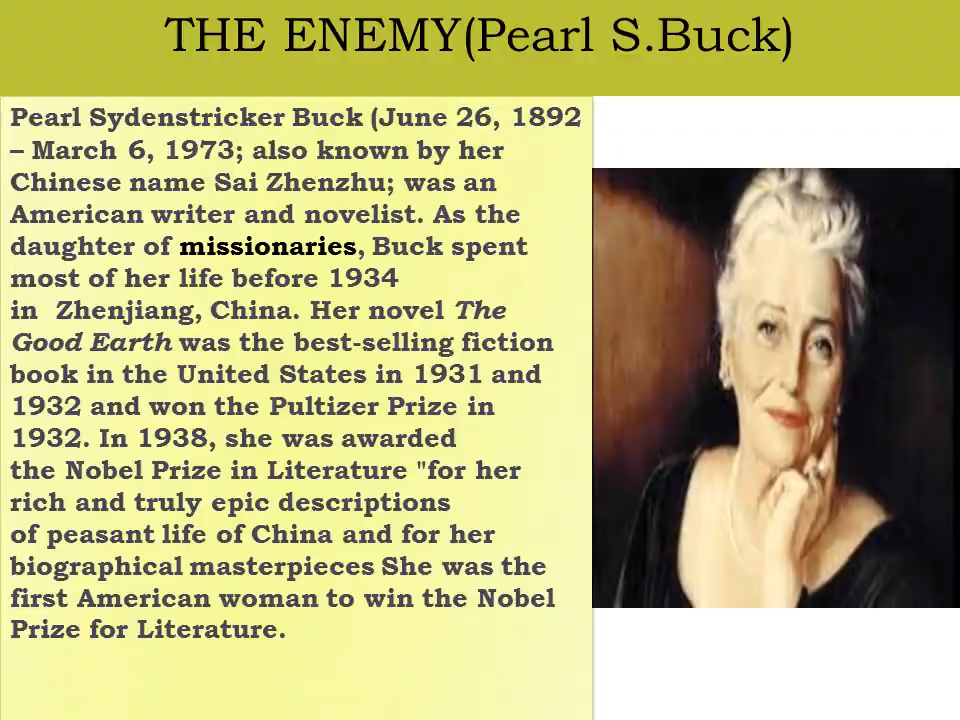 THE ENEMY(Pearl S.Buck)
Pearl Sydenstricker Buck (June 26, 1892
– March 6, 1973; also known by her
Chinese name Sai Zhenzhu; was an
American writer and novelist. As the
daughter of missionaries, Buck spent
most of her life before 1934
in  Zhenjiang, China. Her novel The
Good Earth was the best-selling fiction
book in the United States in 1931 and
1932 and won the Pultizer Prize in
1932. In 1938, she was awarded
the Nobel Prize in Literature "for her
rich and truly epic descriptions
of peasant life of China and for her
biographical masterpieces She was the
first American woman to win the Nobel
Prize for Literature.